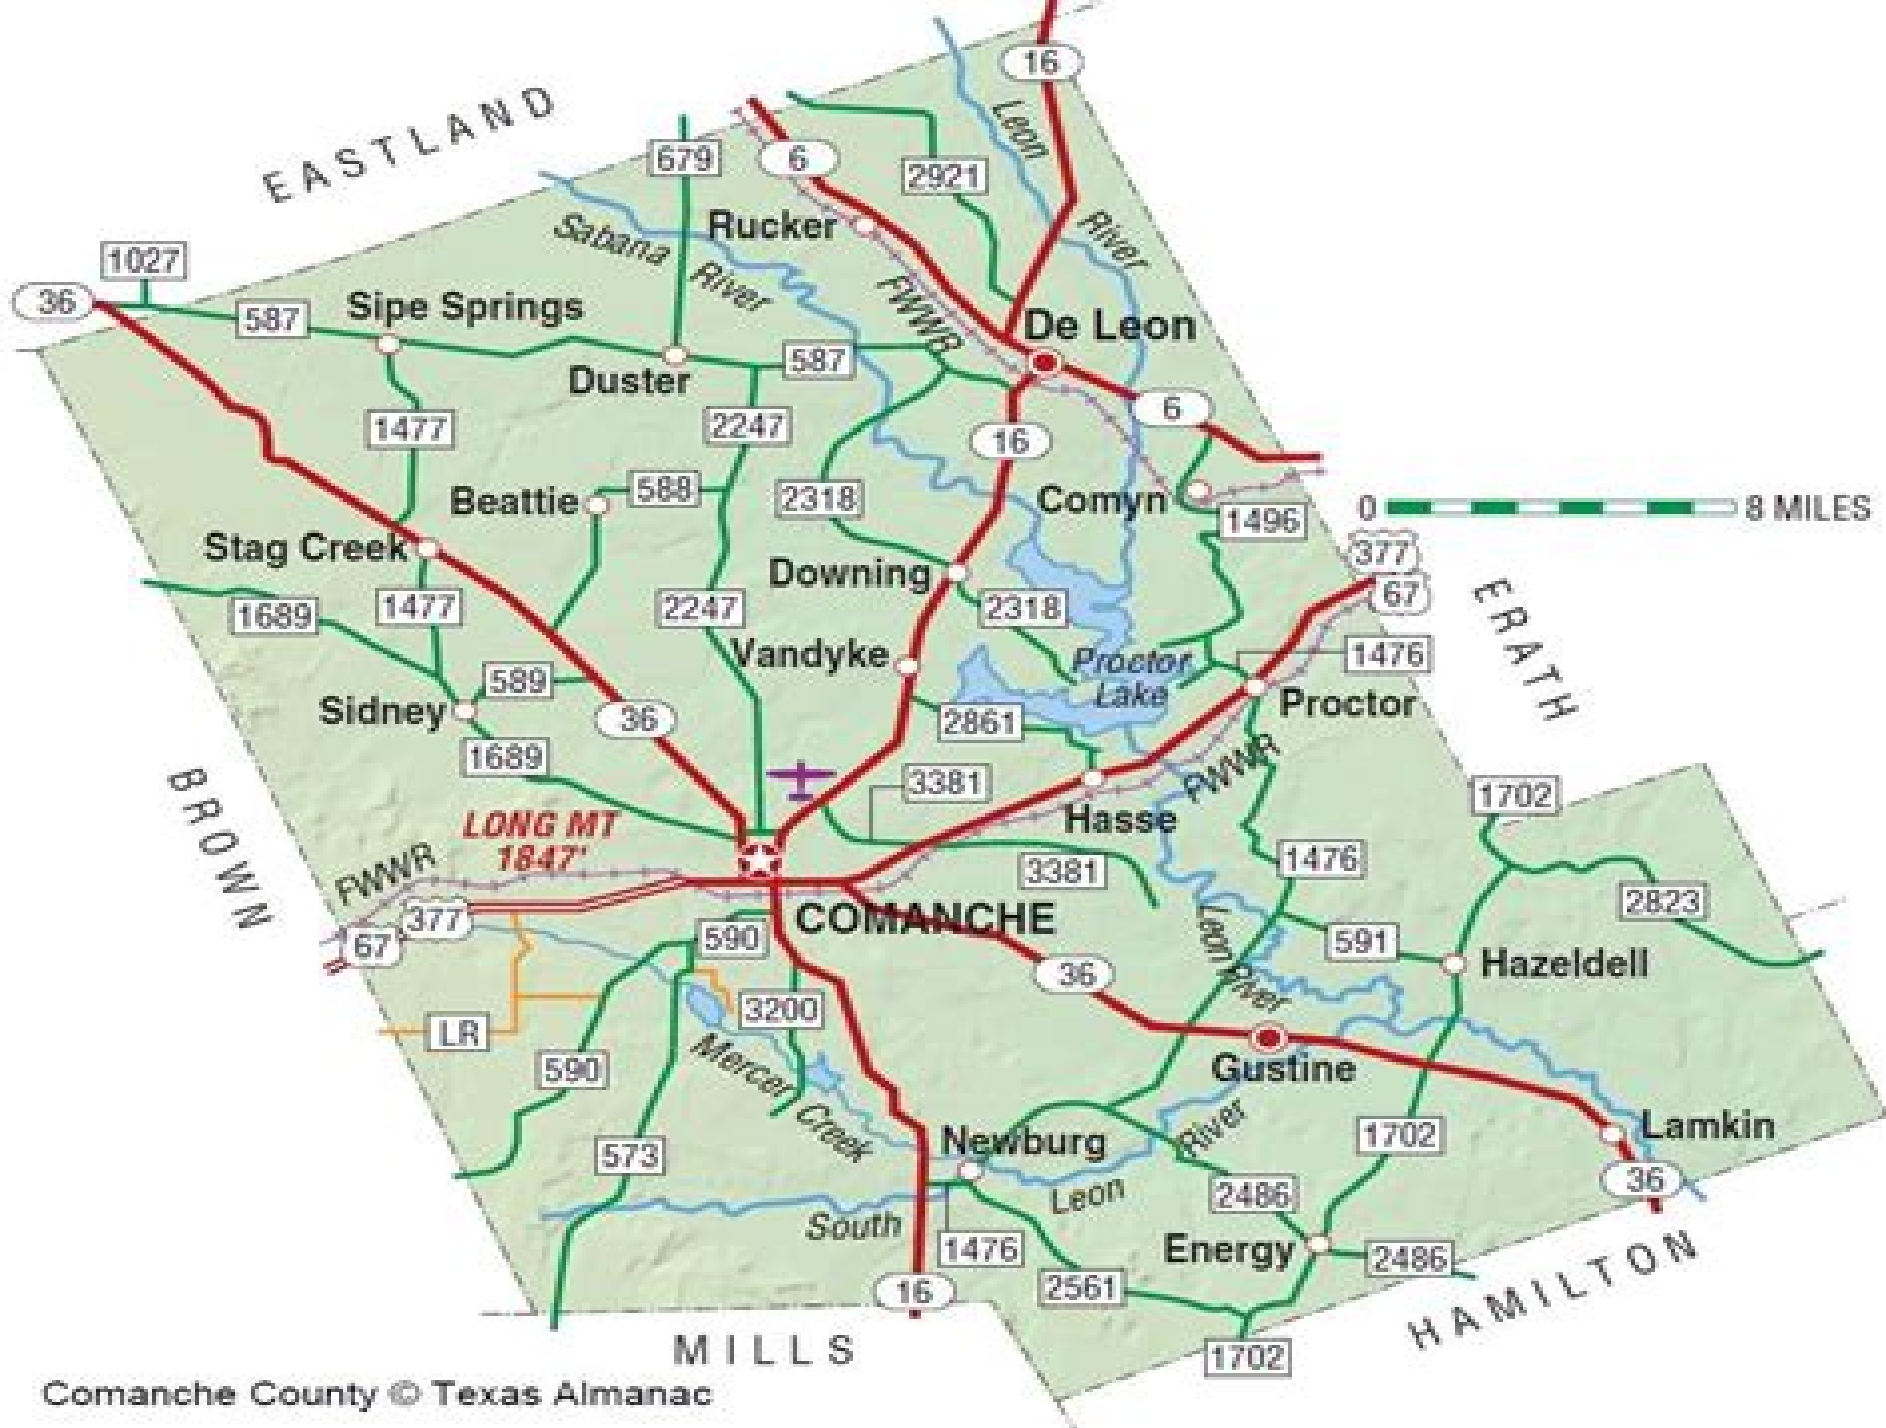 16
EASTLAND
Leon
679
6
2921
Rucker
Sabana
River
River
1027
36
587
Sipe Springs
FWWR
De Leon
587
Duster
6
1477
2247
16
Beattie
588
2318
Comyn
0
8 MILES
1496
Stag Creek
377
67
Downing
1689
1477
2247
2318
ERATH
Vandyke
Proctor
Lake
1476
589
Sidney
Proctor
36
2861
1689
FWWR
BROWN
3381
1702
LONG MT
1847'
Hasse
FWWR
1476
3381
2823
377
COMANCHE
67
590
591
Leon River
Hazeldell
36
3200
LR
590
Mercer Creek
Gustine
573
Newburg
River
1702
Lamkin
36
2486
Leon
South
1476
Energy
2486
16
2561
HAMILTON
MILLS
1702
Comanche County © Texas Almanac